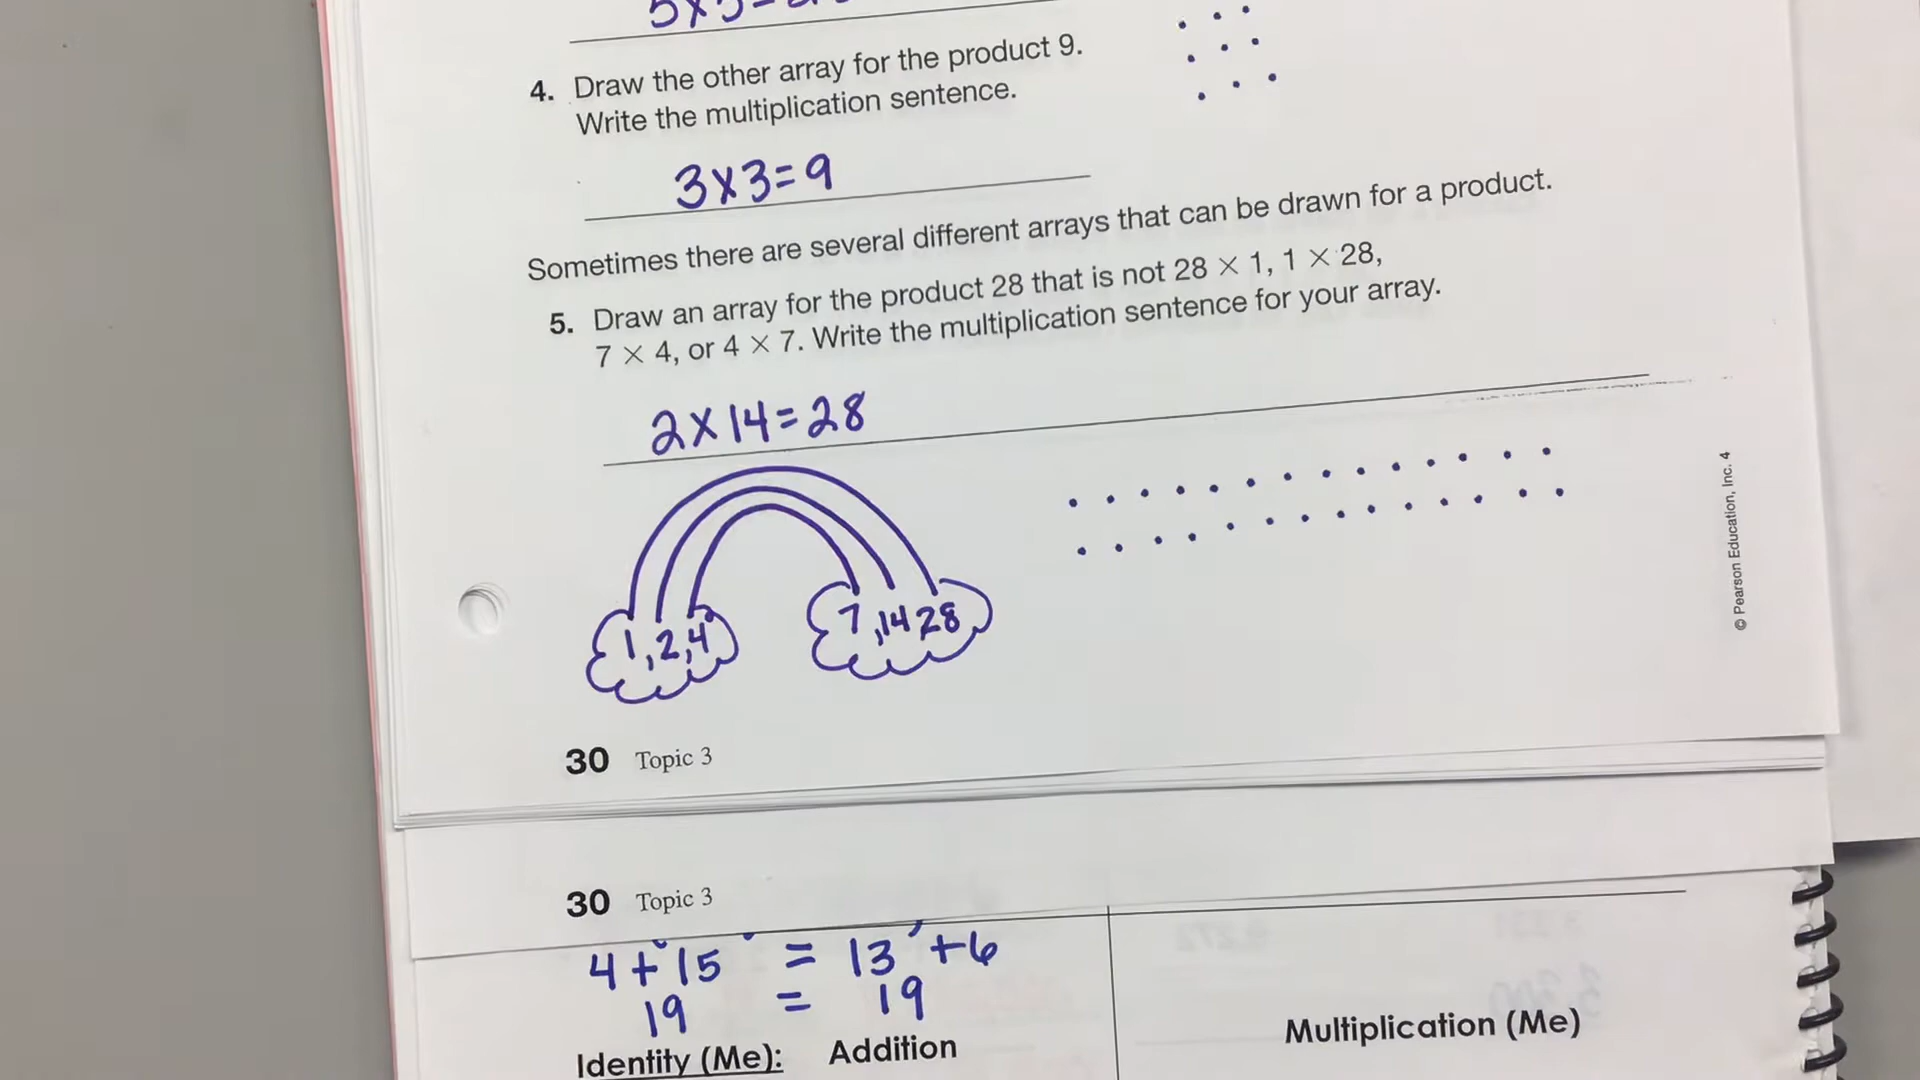 5x5=2
4. Draw the other array for the product 9.
Write the multiplication sentence.
3x3=9
Sometimes there are several different arrays that can be drawn for a product.
5. Draw an array for the product 28 that is not 28 × 1, 1 × 28,
7 × 4, or 4 × 7. Write the multiplication sentence for your array.
2x14=28
1,2,4
7,14 28
© Pearson Education, Inc. 4
30 Topic 3
30 Topic 3
4+15 = 13+6
19 = 19
Identity (Me): Addition
Multiplication (Me)